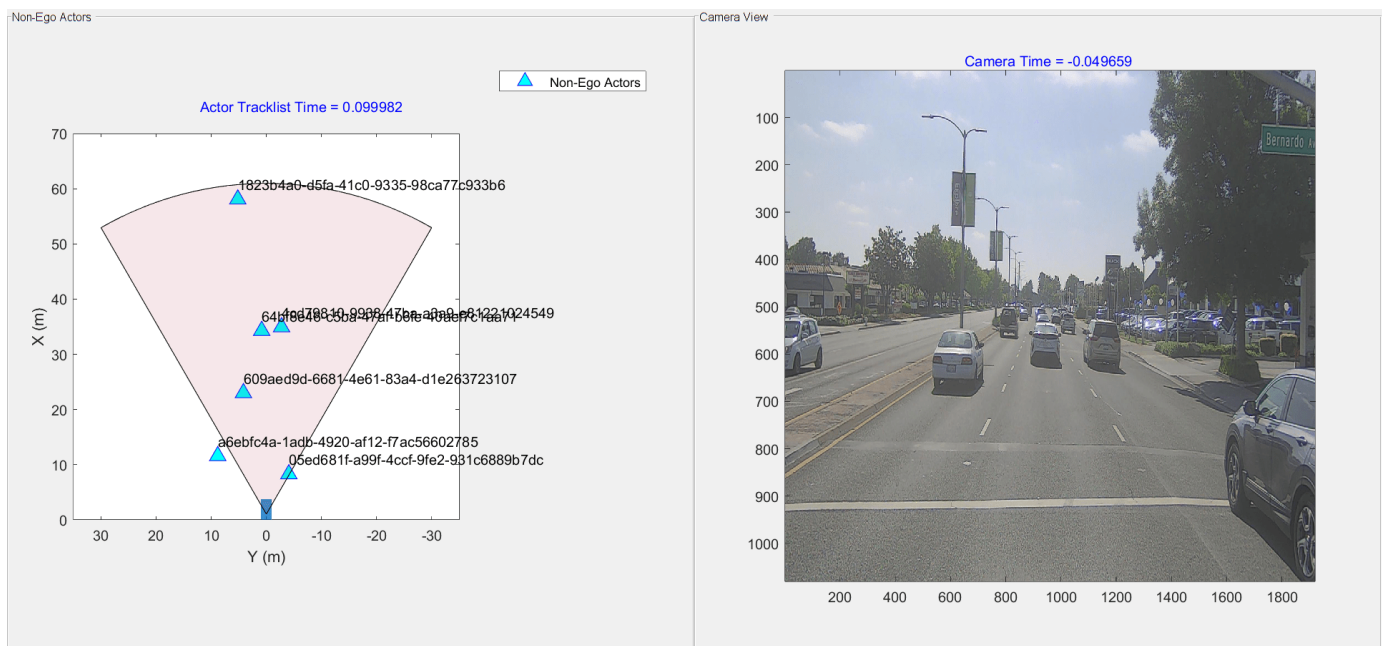 Non-Ego Actors
Non-Ego Actors
Actor Tracklist Time = 0.099982
70
60
50
40
30
20
10
0
X (m)
1823b4a0-d5fa-41c0-9335-98ca77c933b6
609aed9d-6681-4e61-83a4-d1e263723107
a6ebfc4a-1adb-4920-af12-f7ac56602785
05ed681f-a99f-4ccf-9fe2-931c6889b7dc
30 20 10 0 -10 -20 -30
Y (m)
Camera View
Camera Time = -0.049659
100
200
300
400
500
600
700
800
900
1000
Bernardo
200 400 600 800 1000 1200 1400 1600 1800